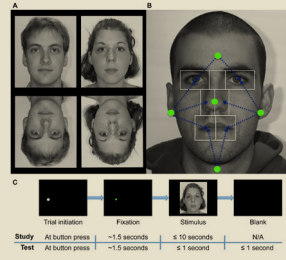 A
B
C
Trial initiation Fixation Stimulus Blank
Study At button press ~1.5 seconds ≤ 10 seconds N/A
Test At button press ~1.5 seconds ≤ 1 second ≤ 1 second